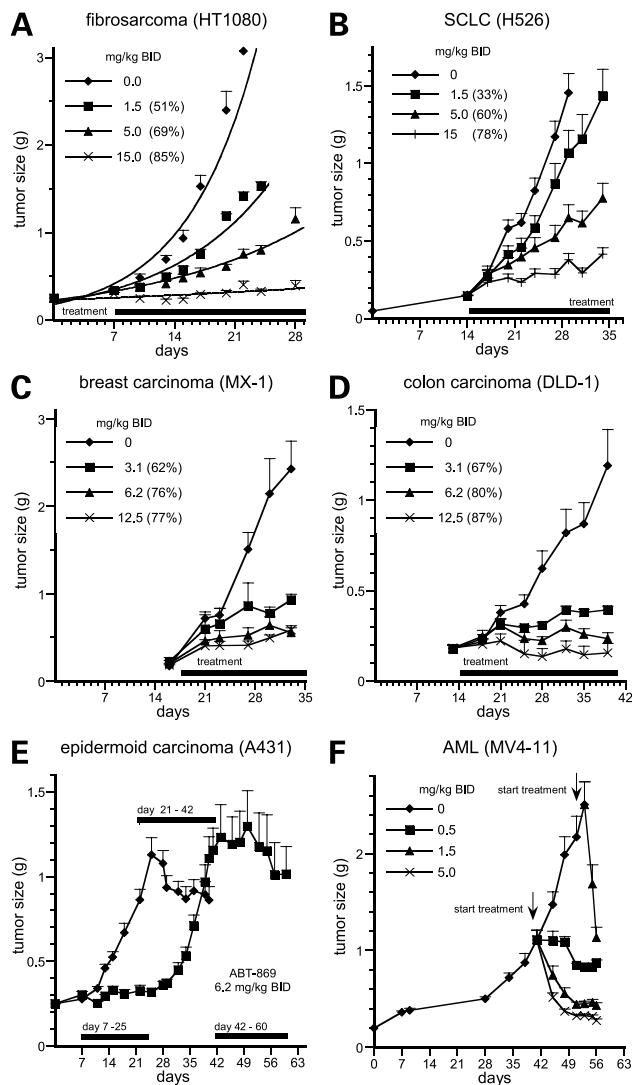 A fibrosarcoma (HT1080)
mg/kg BID
0.0
1.5 (51%)
5.0 (69%)
15.0 (85%)
tumor size (g)
3
2
1
0
treatment
7 14 21 28
days
B SCLC (H526)
mg/kg BID
0
1.5 (33%)
5.0 (60%)
15 (78%)
tumor size (g)
1.5
1
0.5
0
treatment
7 14 21 28 35
days
C breast carcinoma (MX-1)
mg/kg BID
0
3.1 (62%)
6.2 (76%)
12.5 (77%)
tumor size (g)
3
2
1
0
treatment
7 14 21 28 35
days
D colon carcinoma (DLD-1)
mg/kg BID
0
3.1 (67%)
6.2 (80%)
12.5 (87%)
tumor size (g)
1.5
1
0.5
0
treatment
7 14 21 28 35 42
days
E epidermoid carcinoma (A431)
day 21 - 42
tumor size (g)
1.5
1
0.5
0
ABT-869
6.2 mg/kg BID
day 7 -25
day 42 - 60
7 14 21 28 35 42 49 56 63
days
F AML (MV4-11)
mg/kg BID
0
0.5
1.5
5.0
start treatment
start treatment
tumor size (g)
2
1
0
0 7 14 21 28 35 42 49 56 63
days